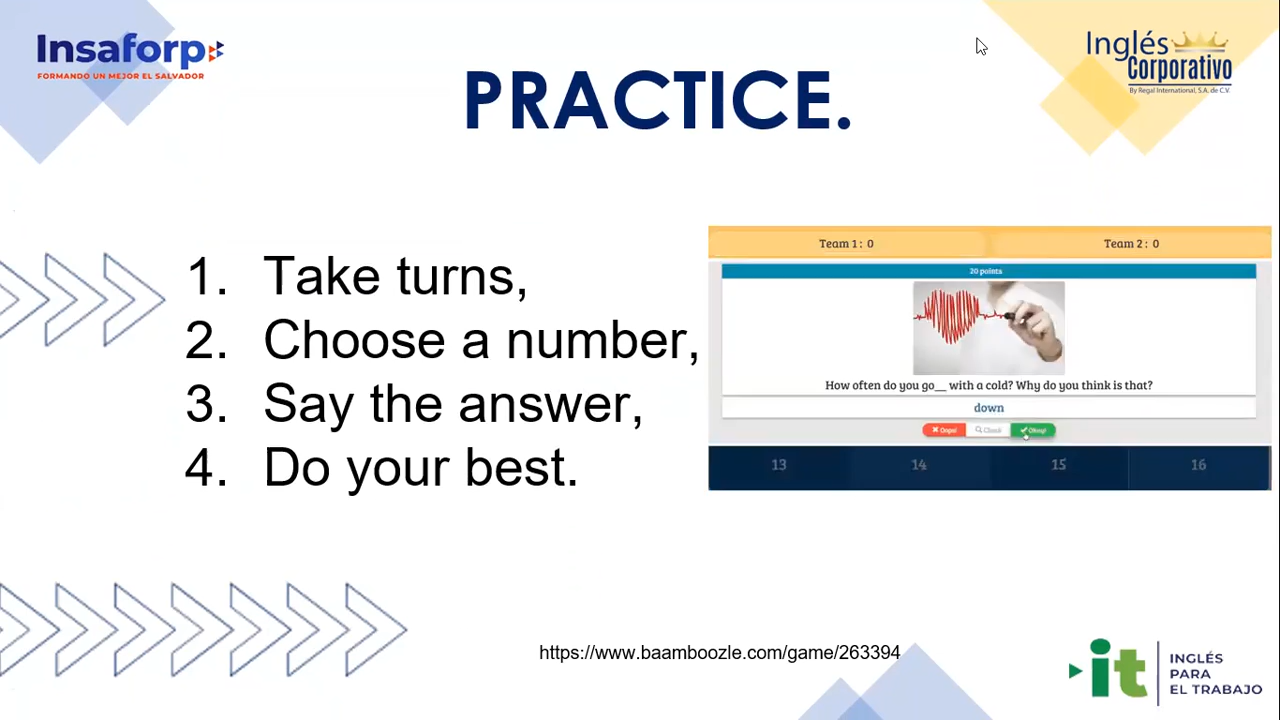 Insaforp
FORMANDO UN MEJOR EL SALVADOR
Inglés
Corporativo
By Regal International, S.A. de C.V.
PRACTICE.
1. Take turns,
2. Choose a number,
3. Say the answer,
4. Do your best.
Team 1: 0
Team 2: 0
20 points
How often do you go__ with a cold? Why do you think is that?
down
Oops!
Check
Okay!
13
14
15
16
https://www.baamboozle.com/game/263394
it
INGLÉS
PARA
EL TRABAJO